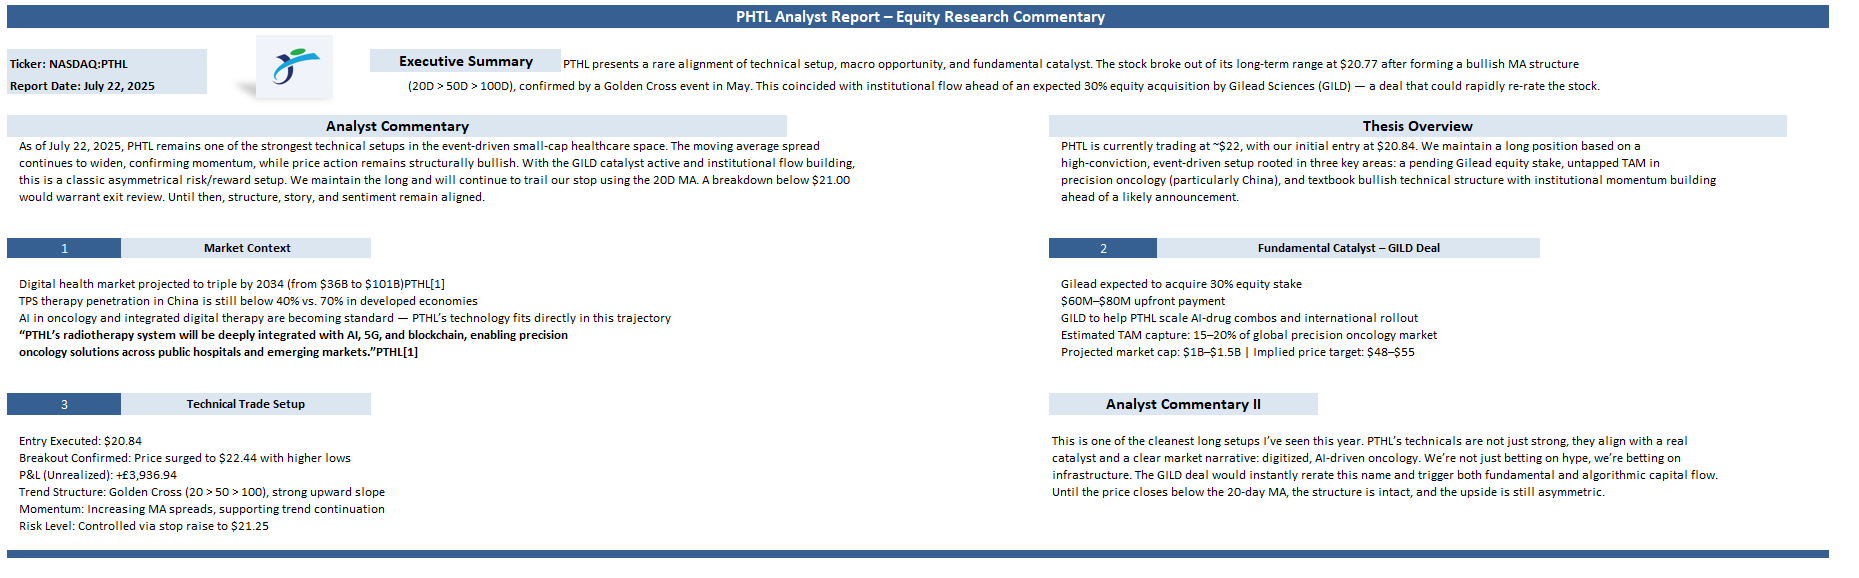 PHTL Analyst Report – Equity Research Commentary
Ticker: NASDAQ:PTHL
Report Date: July 22, 2025
Executive Summary
PTHL presents a rare alignment of technical setup, macro opportunity, and fundamental catalyst. The stock broke out of its long-term range at $20.77 after forming a bullish MA structure
(20D > 50D > 100D), confirmed by a Golden Cross event in May. This coincided with institutional flow ahead of an expected 30% equity acquisition by Gilead Sciences (GILD) — a deal that could rapidly re-rate the stock.
Analyst Commentary
As of July 22, 2025, PHTL remains one of the strongest technical setups in the event-driven small-cap healthcare space. The moving average spread
continues to widen, confirming momentum, while price action remains structurally bullish. With the GILD catalyst active and institutional flow building,
this is a classic asymmetrical risk/reward setup. We maintain the long and will continue to trail our stop using the 20D MA. A breakdown below $21.00
would warrant exit review. Until then, structure, story, and sentiment remain aligned.
Thesis Overview
PHTL is currently trading at ~$22, with our initial entry at $20.84. We maintain a long position based on a
high-conviction, event-driven setup rooted in three key areas: a pending Gilead equity stake, untapped TAM in
precision oncology (particularly China), and textbook bullish technical structure with institutional momentum building
ahead of a likely announcement.
1
Market Context
Digital health market projected to triple by 2034 (from $36B to $101B)PTHL[1]
TPS therapy penetration in China is still below 40% vs. 70% in developed economies
AI in oncology and integrated digital therapy are becoming standard — PTHL's technology fits directly in this trajectory
“PTHL's radiotherapy system will be deeply integrated with AI, 5G, and blockchain, enabling precision
oncology solutions across public hospitals and emerging markets.”PTHL[1]
2
Fundamental Catalyst – GILD Deal
Gilead expected to acquire 30% equity stake
$60M–$80M upfront payment
GILD to help PTHL scale AI-drug combos and international rollout
Estimated TAM capture: 15–20% of global precision oncology market
Projected market cap: $1B–$1.5B | Implied price target: $48–$55
3
Technical Trade Setup
Entry Executed: $20.84
Breakout Confirmed: Price surged to $22.44 with higher lows
P&L (Unrealized): +£3,936.94
Trend Structure: Golden Cross (20 > 50 > 100), strong upward slope
Momentum: Increasing MA spreads, supporting trend continuation
Risk Level: Controlled via stop raise to $21.25
Analyst Commentary II
This is one of the cleanest long setups I've seen this year. PTHL's technicals are not just strong, they align with a real
catalyst and a clear market narrative: digitized, AI-driven oncology. We're not just betting on hype, we're betting on
infrastructure. The GILD deal would instantly rerate this name and trigger both fundamental and algorithmic capital flow.
Until the price closes below the 20-day MA, the structure is intact, and the upside is still asymmetric.